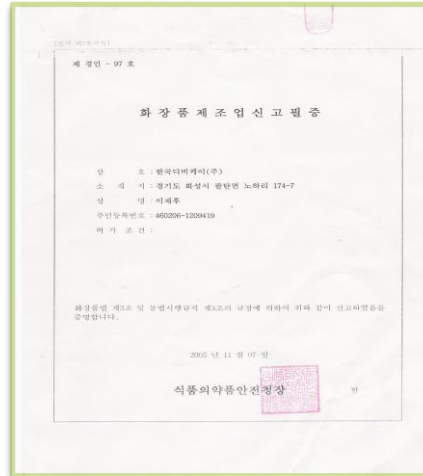 제 경인 - 97 호
화장품제조업신고필증
상 호 : 한국디비케이(주)
소 재 지 : 경기도 화성시 팔탄면 노하리 174-7
성 명 : 이제후
주민등록번호 : 460206-1209419
허 가 조 건 :
화장품법 제3조 및 동법시행규칙 제3조의 규정에 의하여 위와 같이 신고하였음을
증명합니다.
2005 년 11 월 07 일
식품의약품안전청장
인